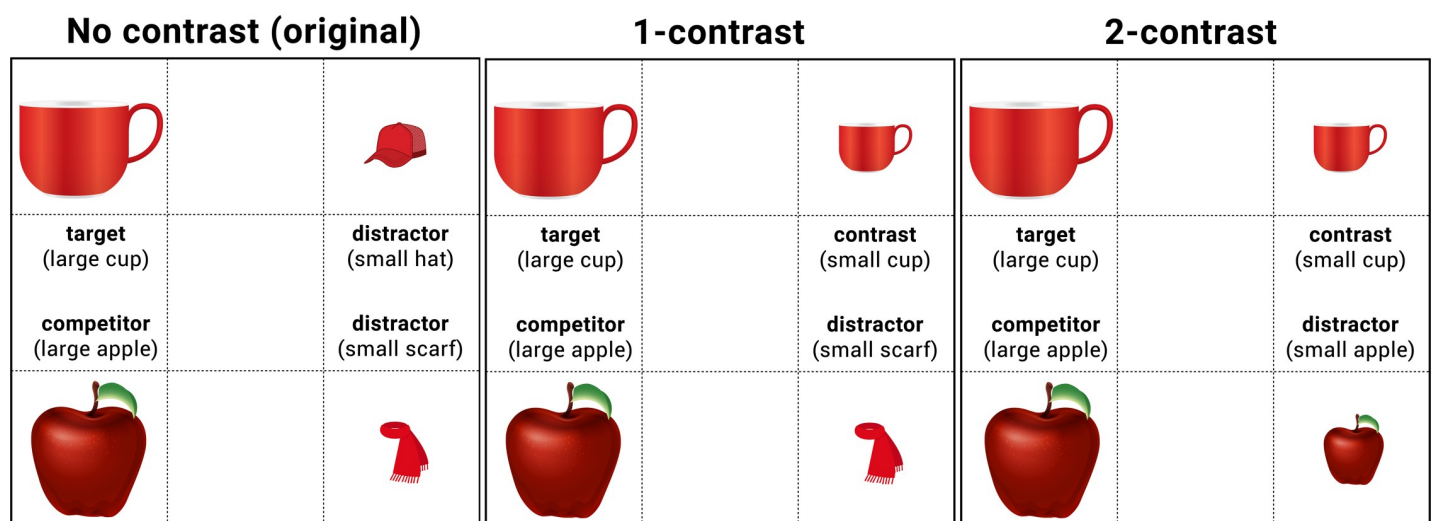 No contrast (original)
1-contrast
2-contrast
target
(large cup)
distractor
(small hat)
competitor
(large apple)
distractor
(small scarf)
target
(large cup)
contrast
(small cup)
competitor
(large apple)
distractor
(small scarf)
target
(large cup)
contrast
(small cup)
competitor
(large apple)
distractor
(small apple)